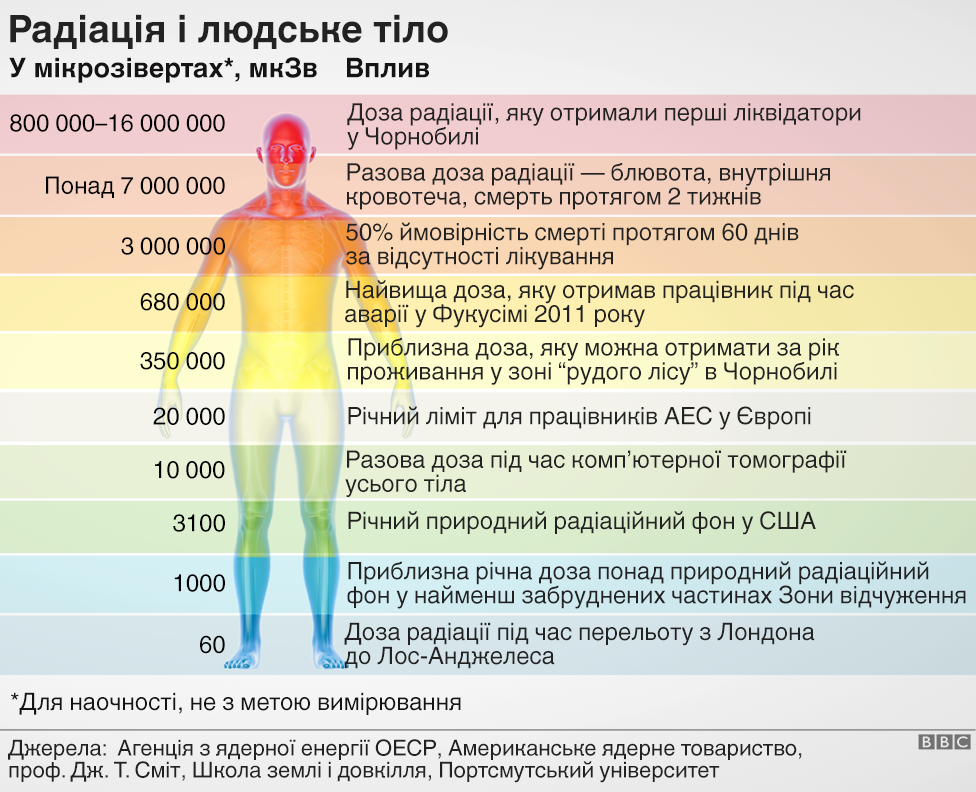 Радіація і людське тіло
У мікрозівертах*, мкЗв Вплив
800 000–16 000 000 Доза радіації, яку отримали перші ліквідатори
у Чорнобилі
Понад 7 000 000 Разова доза радіації — блювота, внутрішня
кровотеча, смерть протягом 2 тижнів
3 000 000 50% ймовірність смерті протягом 60 днів
за відсутності лікування
680 000 Найвища доза, яку отримав працівник під час
аварії у Фукусімі 2011 року
350 000 Приблизна доза, яку можна отримати за рік
проживання у зоні “рудого лісу” в Чорнобилі
20 000 Річний ліміт для працівників АЕС у Європі
10 000 Разова доза під час комп’ютерної томографії
усього тіла
3100 Річний природний радіаційний фон у США
1000 Приблизна річна доза понад природний радіаційний
фон у найменш забруднених частинах Зони відчуження
60 Доза радіації під час перельоту з Лондона
до Лос-Анджелеса
*Для наочності, не з метою вимірювання
Джерела: Агенція з ядерної енергії ОЕСР, Американське ядерне товариство,
проф. Дж. Т. Сміт, Школа землі і довкілля, Портсмутський університет
BBC